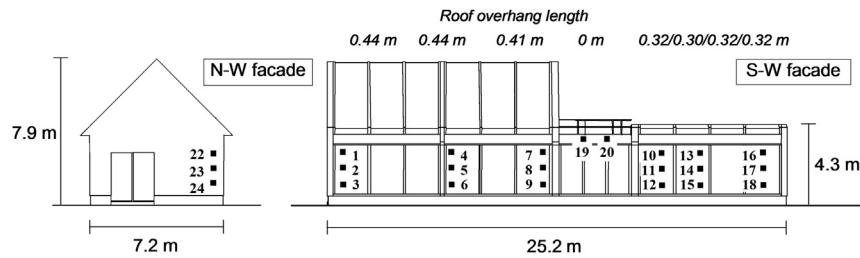 Roof overhang length
0.44 m 0.44 m 0.41 m 0 m 0.32/0.30/0.32/0.32 m
N-W facade S-W facade
7.9 m
4.3 m
22
23
24
1 4 7 19 20 10 13 16
2 5 8 11 14 17
3 6 9 12 15 18
7.2 m 25.2 m